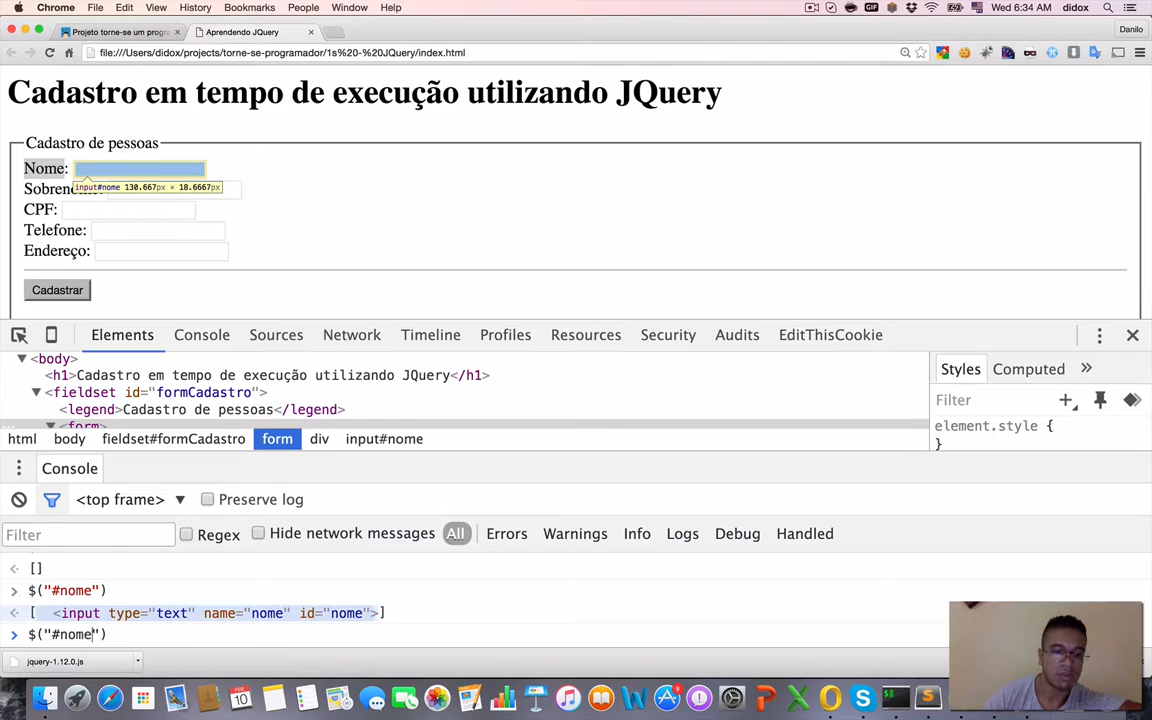 Chrome File Edit View History Bookmarks People Window Help GIF Wed 6:34 AM didox
Projeto torne-se um progr Aprendendo JQuery Danilo
file:///Users/didox/projects/torne-se-programador/1s%20-%20JQuery/index.html
Cadastro em tempo de execução utilizando JQuery
Cadastro de pessoas
Nome:
input#nome 130.667px × 18.6667px
CPF:
Telefone:
Endereço:
Cadastrar
Elements Console Sources Network Timeline Profiles Resources Security Audits EditThisCookie
<body>
<h1>Cadastro em tempo de execução utilizando JQuery</h1>
<fieldset id="formCadastro">
<legend>Cadastro de pessoas</legend>
<form>
html body fieldset#formCadastro form div input#nome
Styles Computed »
Filter
element.style {
}
Console
<top frame> Preserve log
Filter Regex Hide network messages All Errors Warnings Info Logs Debug Handled
[]
$("#nome")
[ <input type="text" name="nome" id="nome">]
$("#nome")
jquery-1.12.0.js